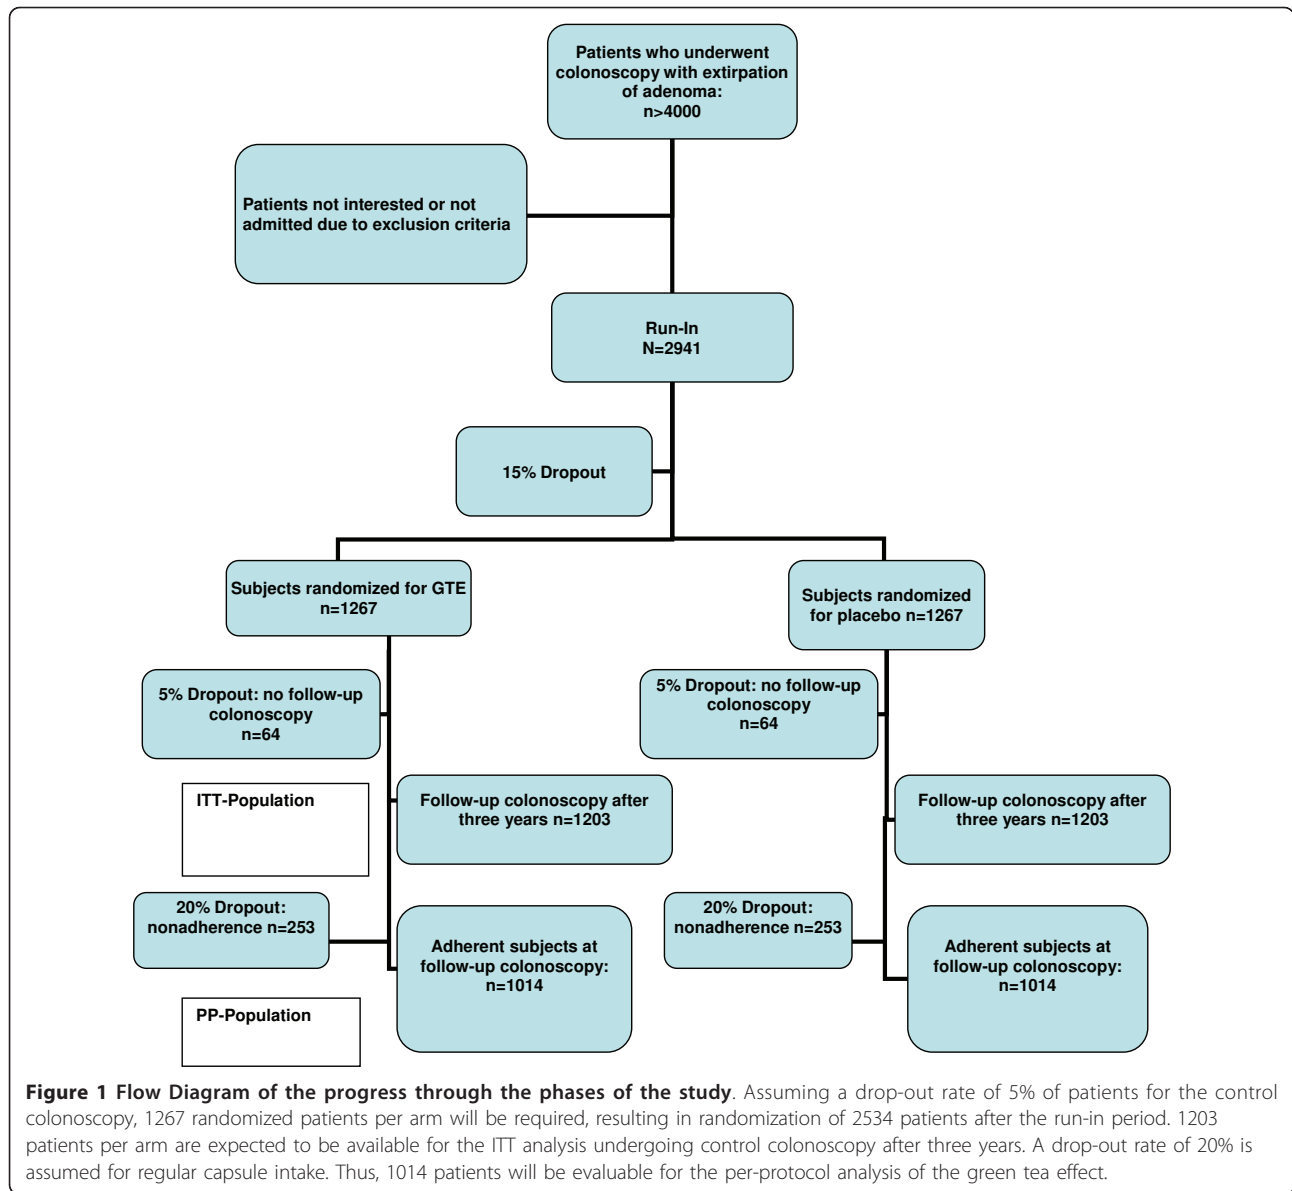 Patients who underwent
colonoscopy with extirpation
of adenoma:
n>4000
Patients not interested or not
admitted due to exclusion criteria
Run-In
N=2941
15% Dropout
Subjects randomized for GTE
n=1267
Subjects randomized
for placebo n=1267
5% Dropout: no follow-up
colonoscopy
n=64
5% Dropout: no follow-up
colonoscopy
n=64
ITT-Population
Follow-up colonoscopy after
three years n=1203
Follow-up colonoscopy after
three years n=1203
20% Dropout:
nonadherence n=253
Adherent subjects at
follow-up colonoscopy:
n=1014
20% Dropout:
nonadherence n=253
Adherent subjects at
follow-up colonoscopy:
n=1014
PP-Population
Figure 1 Flow Diagram of the progress through the phases of the study. Assuming a drop-out rate of 5% of patients for the control
colonoscopy, 1267 randomized patients per arm will be required, resulting in randomization of 2534 patients after the run-in period. 1203
patients per arm are expected to be available for the ITT analysis undergoing control colonoscopy after three years. A drop-out rate of 20% is
assumed for regular capsule intake. Thus, 1014 patients will be evaluable for the per-protocol analysis of the green tea effect.